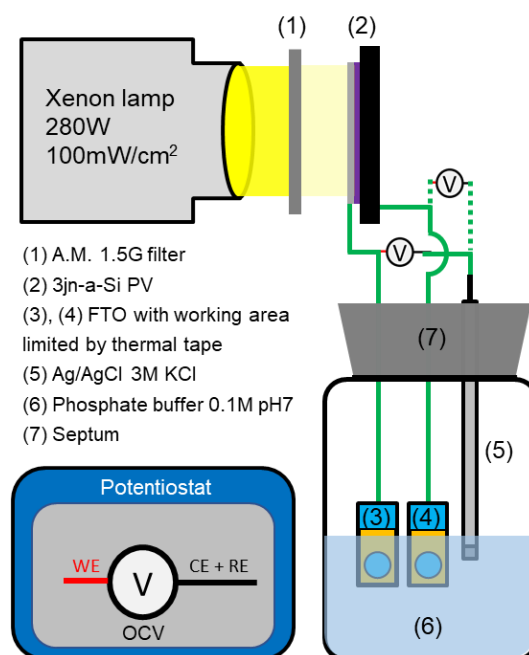 (1)
(2)
Xenon lamp
280W
100mW/cm²
V
V
(1) A.M. 1.5G filter
(2) 3jn-a-Si PV
(3), (4) FTO with working area
limited by thermal tape
(5) Ag/AgCl 3M KCl
(6) Phosphate buffer 0.1M pH7
(7) Septum
(7)
(5)
(3)
(4)
(6)
Potentiostat
WE
V
CE + RE
OCV